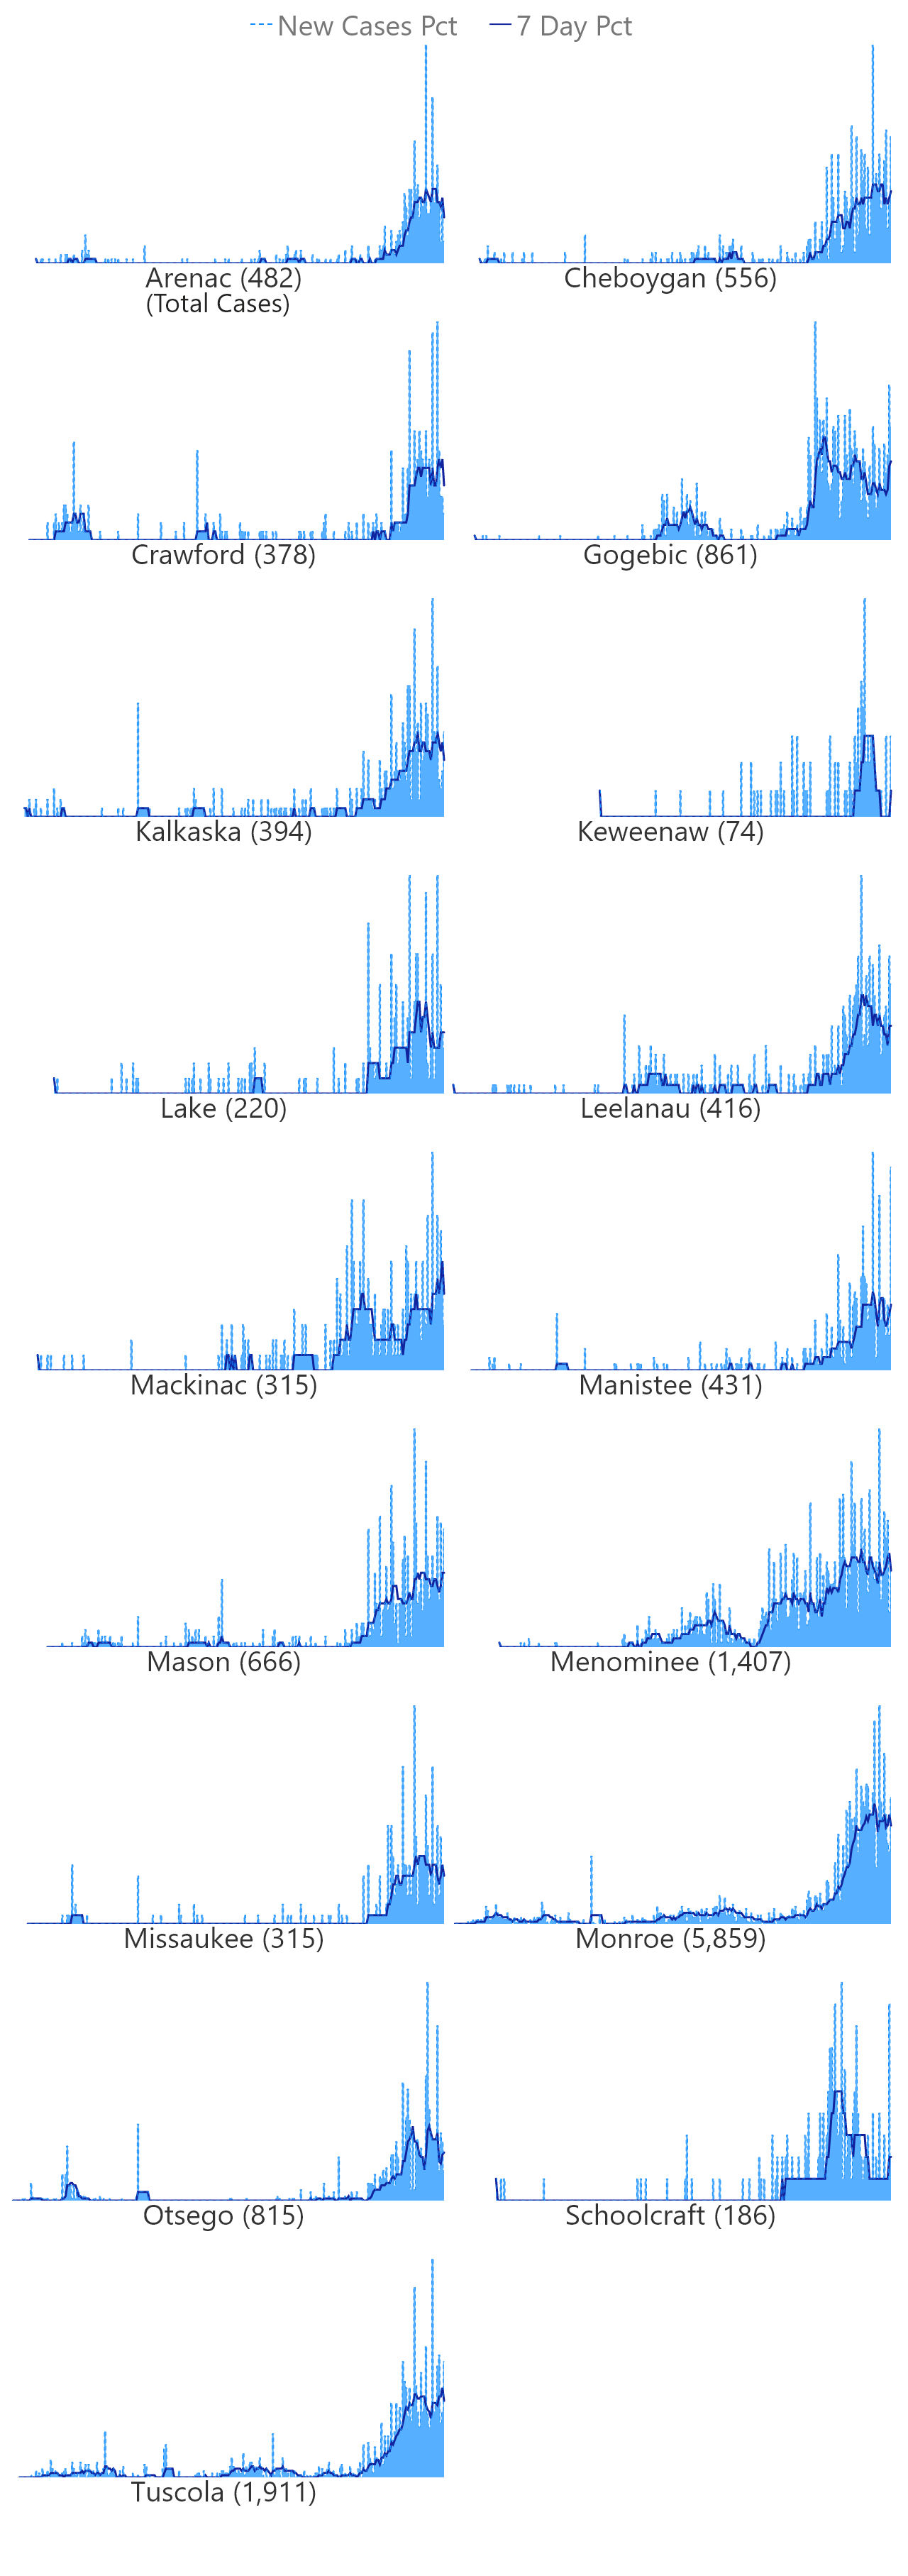 New Cases Pct 7 Day Pct
Arenac (482)
(Total Cases)
Cheboygan (556)
Crawford (378)
Gogebic (861)
Kalkaska (394)
Keweenaw (74)
Lake (220)
Leelanau (416)
Mackinac (315)
Manistee (431)
Mason (666)
Menominee (1,407)
Missaukee (315)
Monroe (5,859)
Otsego (815)
Schoolcraft (186)
Tuscola (1,911)